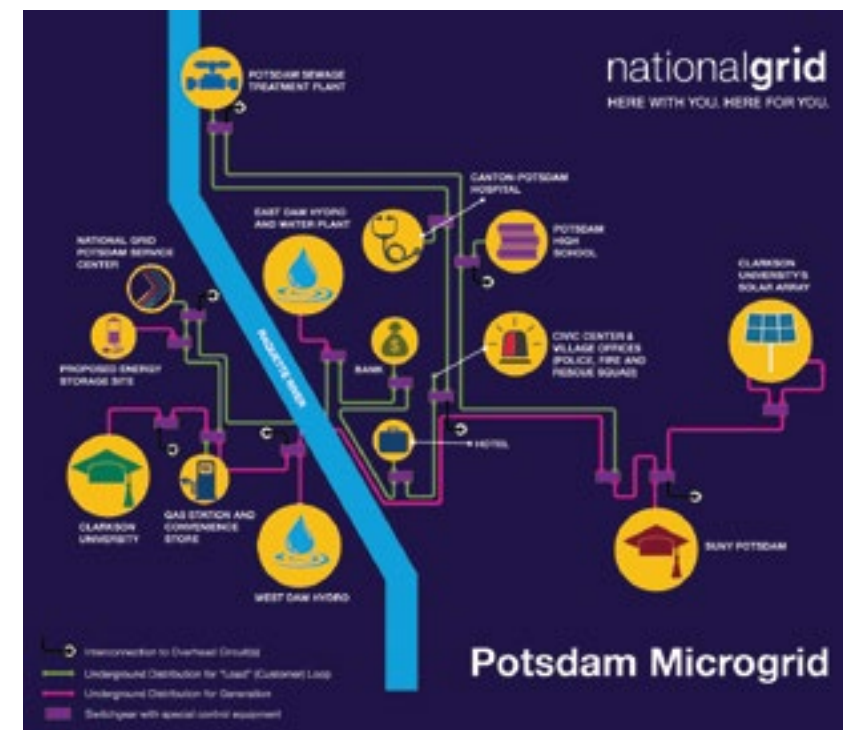 nationalgrid
HERE WITH YOU. HERE FOR YOU.
POTSDAM SEWAGE
TREATMENT PLANT
CANTON-POTSDAM
HOSPITAL
EAST DAM HYDRO
AND WATER PLANT
POTSDAM
HIGH
SCHOOL
NATIONAL GRID
POTSDAM SERVICE
CENTER
CLARKSON
UNIVERSITY'S
SOLAR ARRAY
RAQUETTE RIVER
CIVIC CENTER &
VILLAGE OFFICES
(POLICE, FIRE AND
RESCUE SQUAD)
BANK
PROPOSED ENERGY
STORAGE SITE
HOTEL
CLARKSON
UNIVERSITY
GAS STATION AND
CONVENIENCE
STORE
SUNY POTSDAM
WEST DAM HYDRO
Interconnection to Overhead Circuit(s)
Underground Distribution for "Load" (Customer) Loop
Underground Distribution for Generation
Switchgear with special control equipment
Potsdam Microgrid